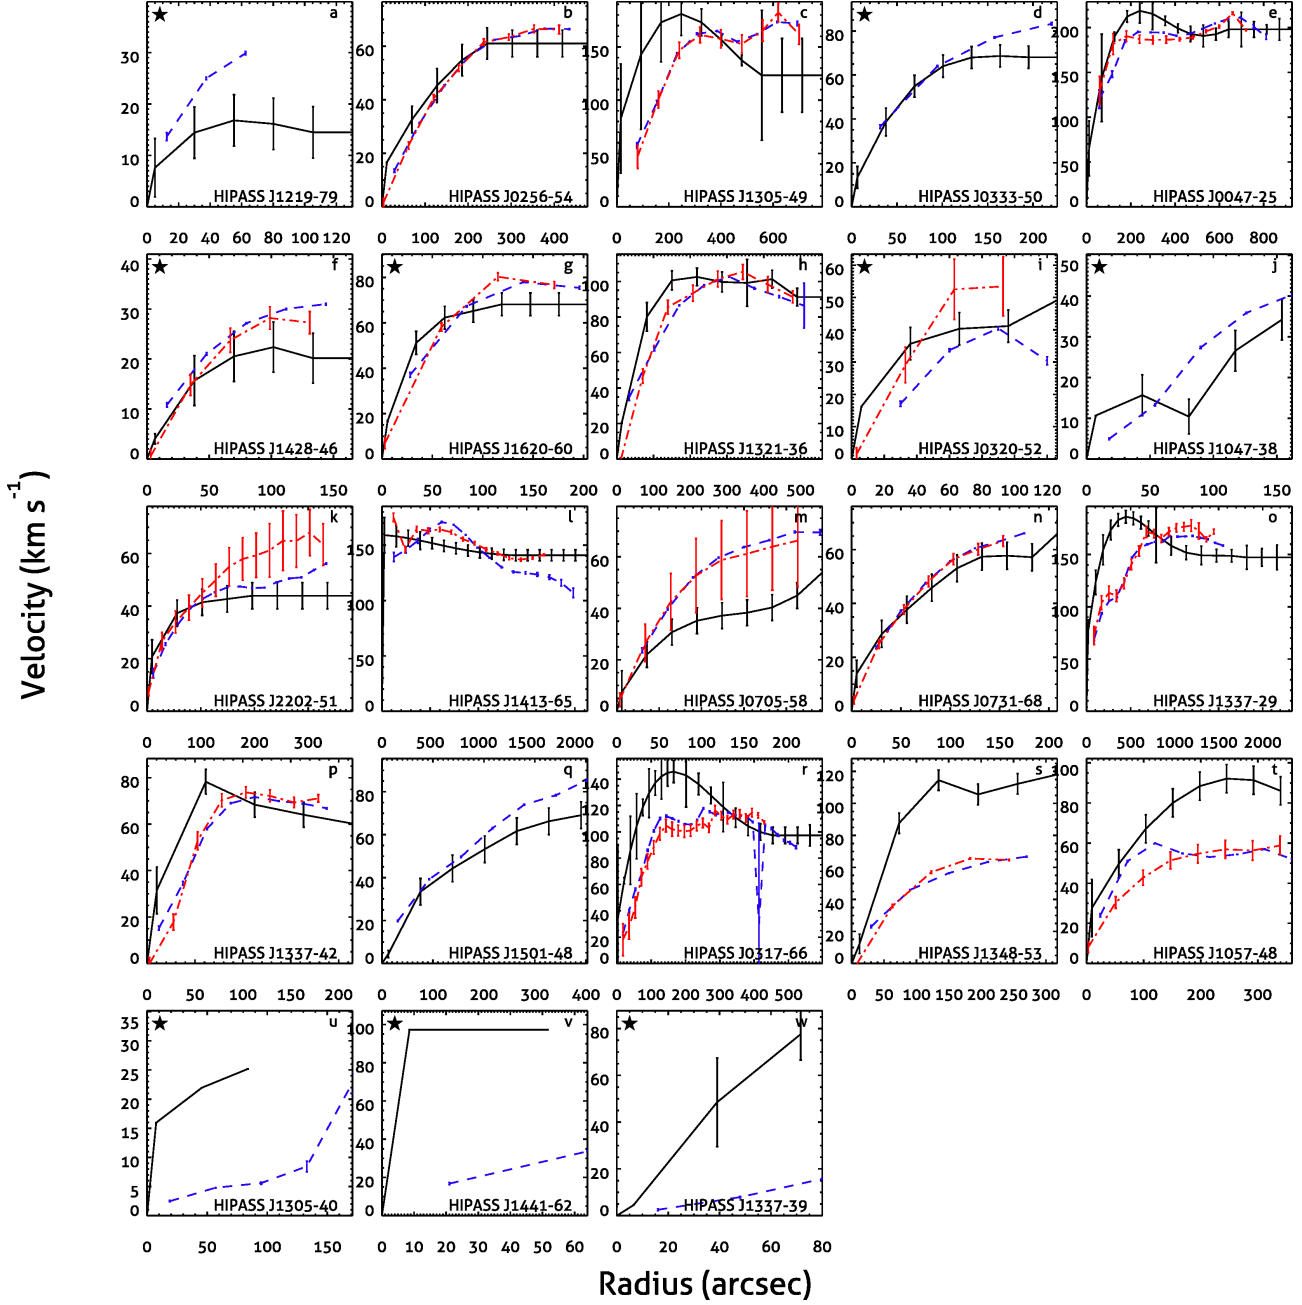 a b c d e
30 60 150 80 200
20 40 100 60 150
10 20 50 40 100
0 0 0 20 50
0 0
HIPASS J1219-79 HIPASS J0256-54 HIPASS J1305-49 HIPASS J0333-50 HIPASS J0047-25
0 20 40 60 80 100 120 0 100 200 300 400 0 200 400 600 0 50 100 150 200 0 200 400 600 800
f g h i j
40 80 100 60 50
30 60 80 50 40
20 40 60 40 30
10 20 40 30 20
0 0 20 20 10
0 10 0
0
HIPASS J1428-46 HIPASS J1620-60 HIPASS J1321-36 HIPASS J0320-52 HIPASS J1047-38
0 50 100 150 0 50 100 150 200 0 100 200 300 400 500 0 20 40 60 80 100 120 0 50 100 150
k l m n o
60 150 60 60 150
40 100 40 40 100
20 50 20 20 50
0 0 0 0 0
HIPASS J2202-51 HIPASS J1413-65 HIPASS J0705-58 HIPASS J0731-68 HIPASS J1337-29
0 100 200 300 0 500 1000 1500 2000 0 50 100 150 200 0 50 100 150 200 0 500 1000 1500 2000
p q r s t
80 80 120 120 100
60 60 100 100 80
40 40 80 80 60
20 20 60 60 40
0 0 40 40 20
20 20 0
0 0
HIPASS J1337-42 HIPASS J1501-48 HIPASS J0317-66 HIPASS J1348-53 HIPASS J1057-48
0 50 100 150 200 0 100 200 300 400 0 100 200 300 400 500 0 50 100 150 200 250 300 0 100 200 300
u v w
35 100 80
30 80 60
25 60 40
20 40 20
15 20 0
10 0
5
0
HIPASS J1305-40 HIPASS J1441-62 HIPASS J1337-39
0 50 100 150 0 10 20 30 40 50 60 0 20 40 60 80
Velocity (km s-1)
Radius (arcsec)